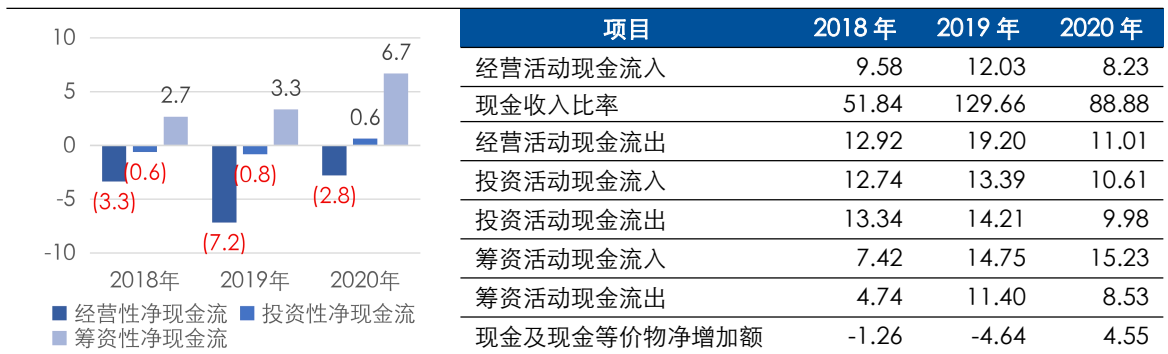 10
5
0
-5
-10
2.7
3.3
6.7
0.6
(0.6)
(0.8)
(3.3)
(7.2)
(2.8)
2018年 2019年 2020年
经营性净现金流 投资性净现金流
筹资性净现金流
项目 2018 年 2019 年 2020 年
经营活动现金流入 9.58 12.03 8.23
现金收入比率 51.84 129.66 88.88
经营活动现金流出 12.92 19.20 11.01
投资活动现金流入 12.74 13.39 10.61
投资活动现金流出 13.34 14.21 9.98
筹资活动现金流入 7.42 14.75 15.23
筹资活动现金流出 4.74 11.40 8.53
现金及现金等价物净增加额 -1.26 -4.64 4.55